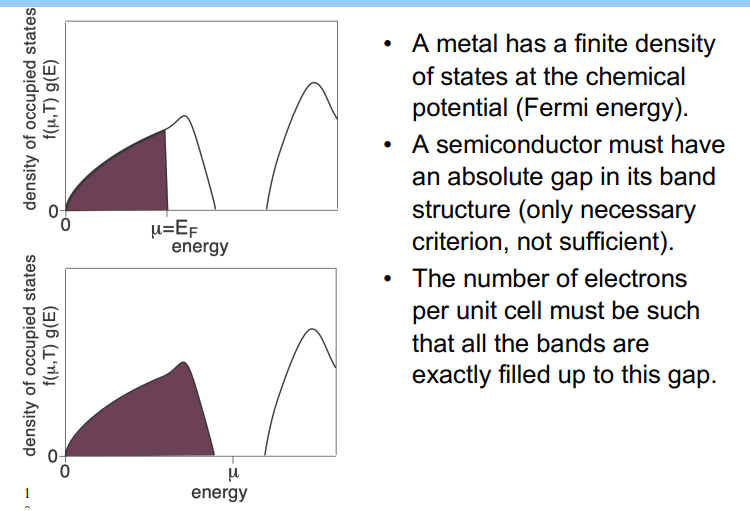 density of occupied states
f(μ,T) g(E)
0
0
μ=EF
energy
density of occupied states
f(μ,T) g(E)
0
0
μ
energy
1
• A metal has a finite density
of states at the chemical
potential (Fermi energy).
• A semiconductor must have
an absolute gap in its band
structure (only necessary
criterion, not sufficient).
• The number of electrons
per unit cell must be such
that all the bands are
exactly filled up to this gap.